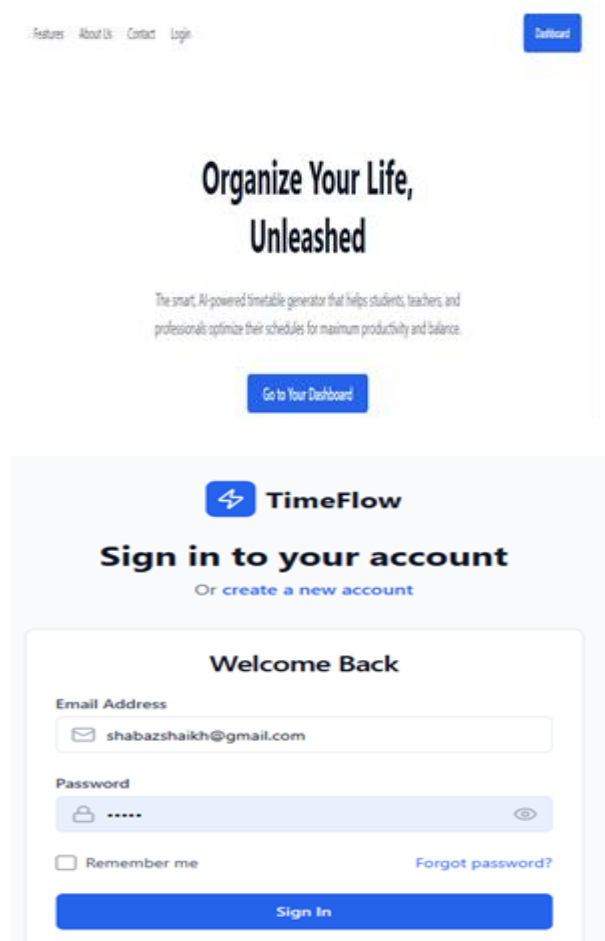 Features About Us Contact Login Dashboard
Organize Your Life,
Unleashed
The smart, AI-powered timetable generator that helps students, teachers, and
professionals optimize their schedules for maximum productivity and balance.
Go to Your Dashboard
TimeFlow
Sign in to your account
Or create a new account
Welcome Back
Email Address
shabazshaikh@gmail.com
Password
•••••
Remember me Forgot password?
Sign In